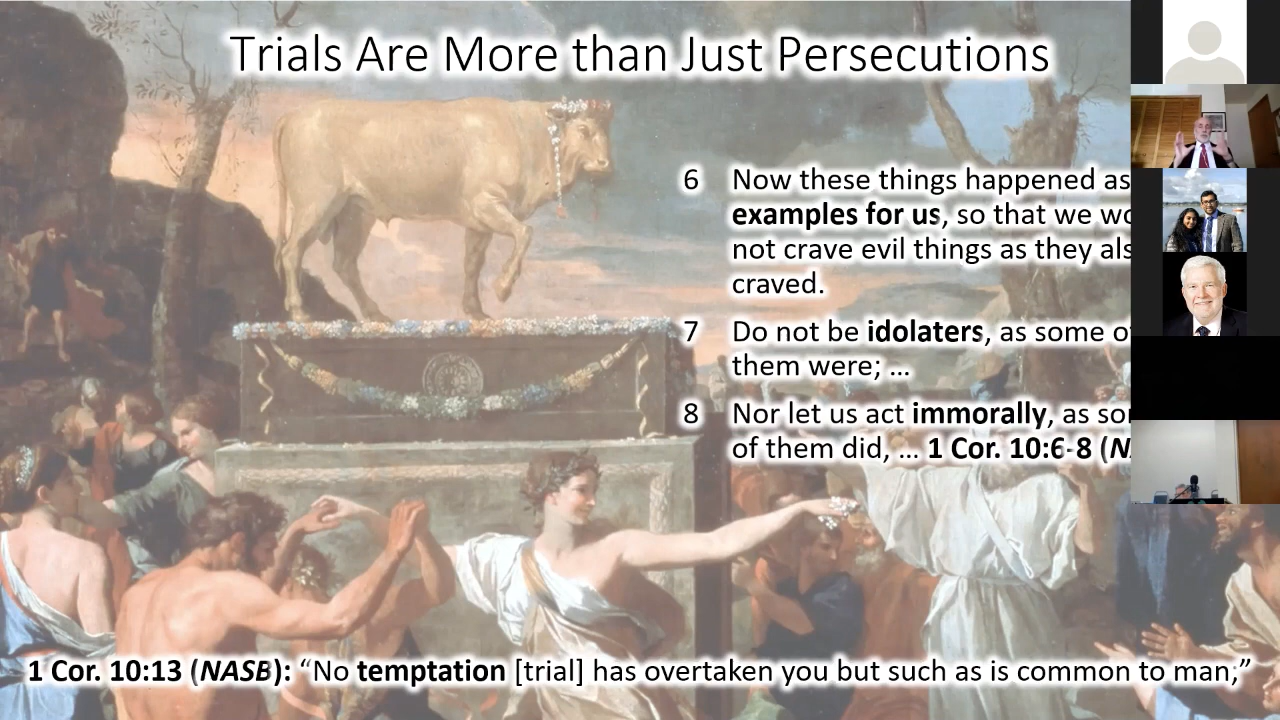 Trials Are More than Just Persecutions
6 Now these things happened as
examples for us, so that we wo
not crave evil things as they als
craved.
7 Do not be idolaters, as some o
them were; ...
8 Nor let us act immorally, as so
of them did, ... 1 Cor. 10:6-8 (N
1 Cor. 10:13 (NASB): “No temptation [trial] has overtaken you but such as is common to man;”